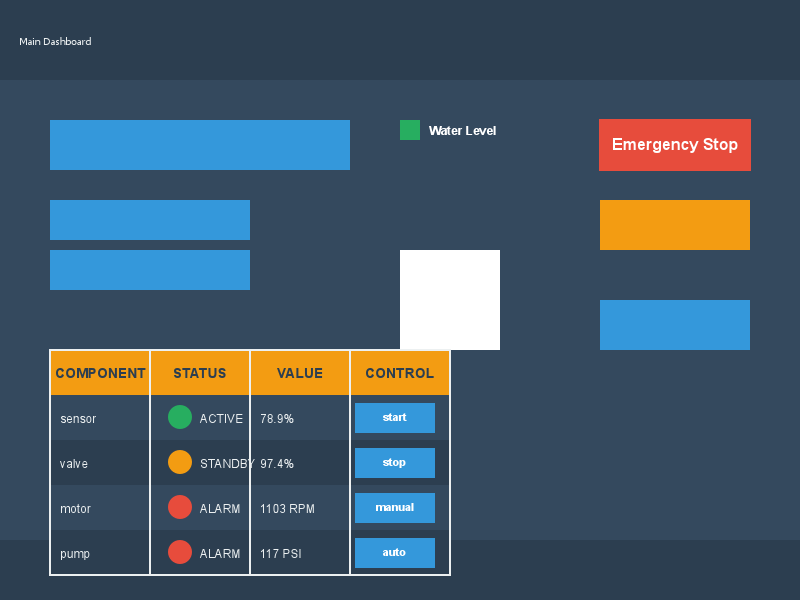 Main Dashboard
Water Level
Emergency Stop
COMPONENT STATUS VALUE CONTROL
sensor ACTIVE 78.9% start
valve STANDBY 97.4% stop
motor ALARM 1103 RPM manual
pump ALARM 117 PSI auto